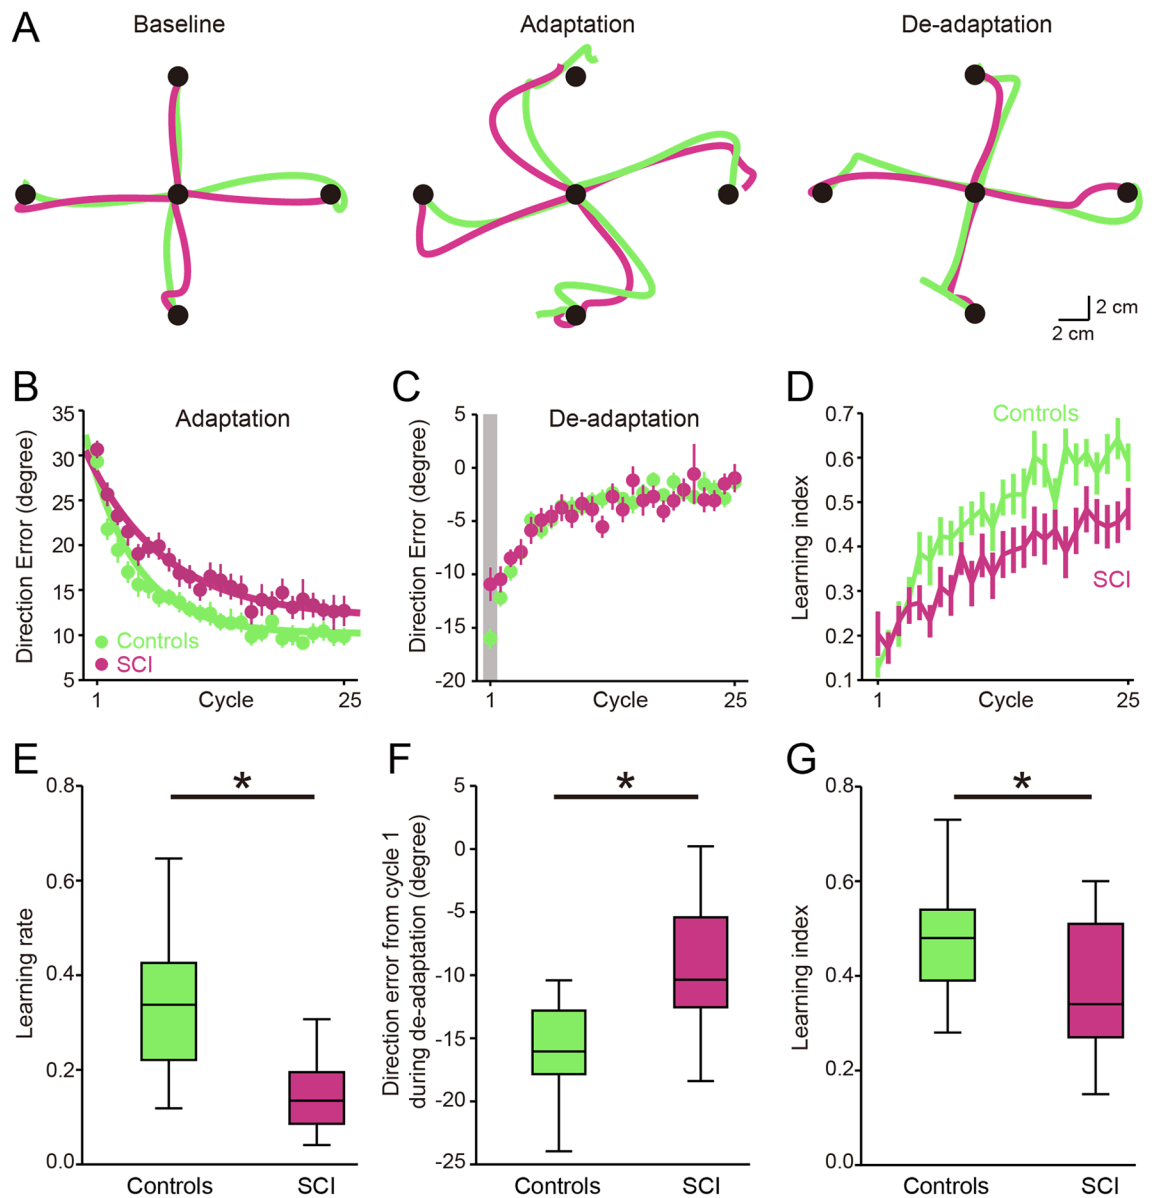 A
Baseline
Adaptation
De-adaptation
2 cm
2 cm
B
Adaptation
Direction Error (degree)
35
30
25
20
15
10
5
Controls
SCI
1
Cycle
25
C
De-adaptation
Direction Error (degree)
5
0
-5
-10
-15
-20
1
Cycle
25
D
Controls
SCI
Learning index
0.7
0.6
0.5
0.4
0.3
0.2
0.1
1
Cycle
25
E
*
Learning rate
0.8
0.6
0.4
0.2
0.0
Controls
SCI
F
*
Direction error from cycle 1
during de-adaptation (degree)
5
0
-5
-10
-15
-20
-25
Controls
SCI
G
*
Learning index
0.8
0.6
0.4
0.2
0.0
Controls
SCI